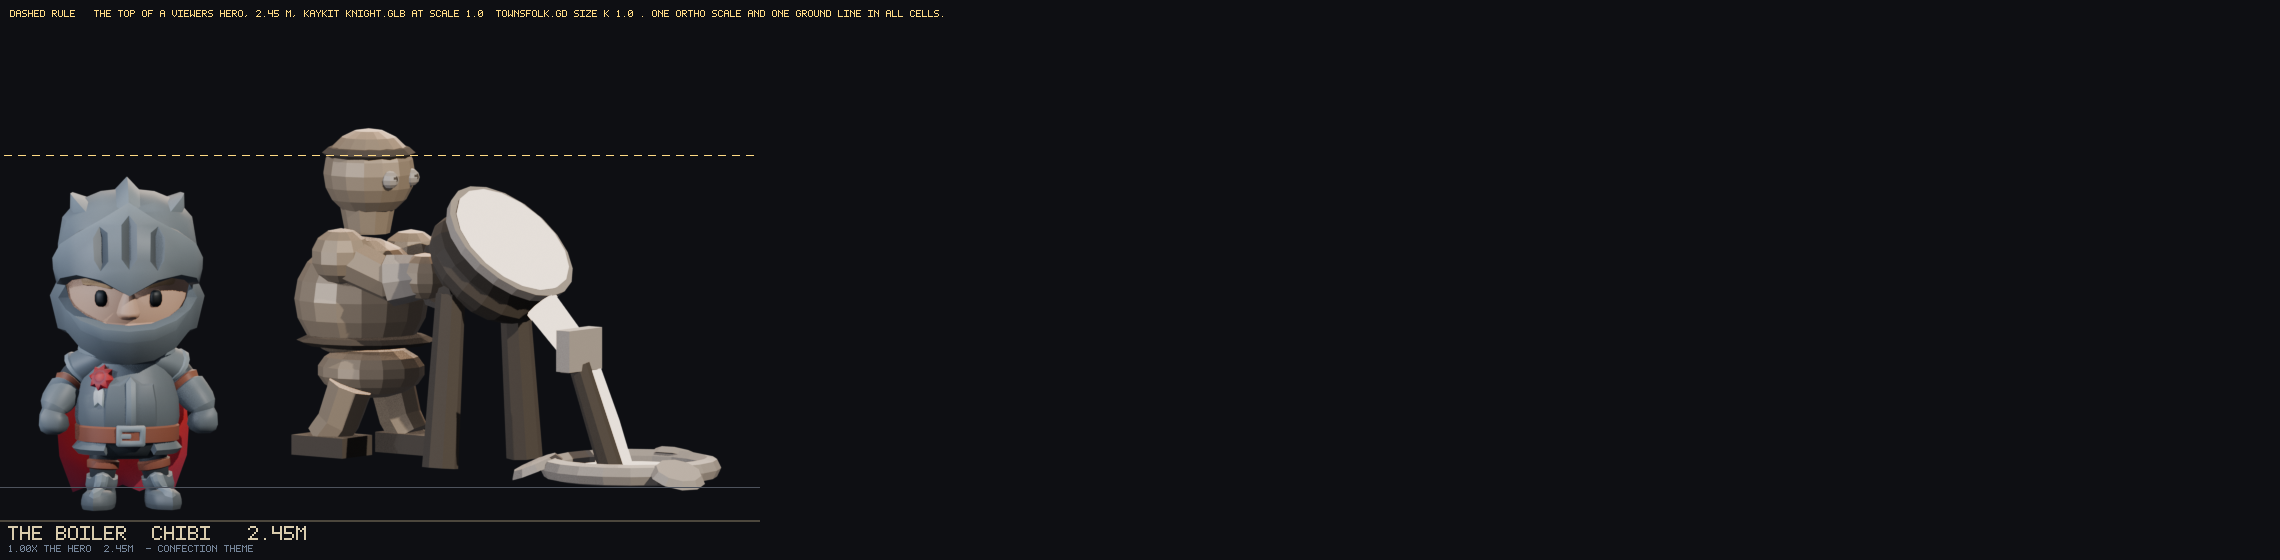 DASHED RULE   THE TOP OF A VIEWERS HERO, 2.45 M, KAYKIT KNIGHT.GLB AT SCALE 1.0  TOWNSFOLK.GD SIZE K 1.0 . ONE ORTHO SCALE AND ONE GROUND LINE IN ALL CELLS.
THE BOILER  CHIBI   2.45M
1.00X THE HERO  2.45M  - CONFECTION THEME